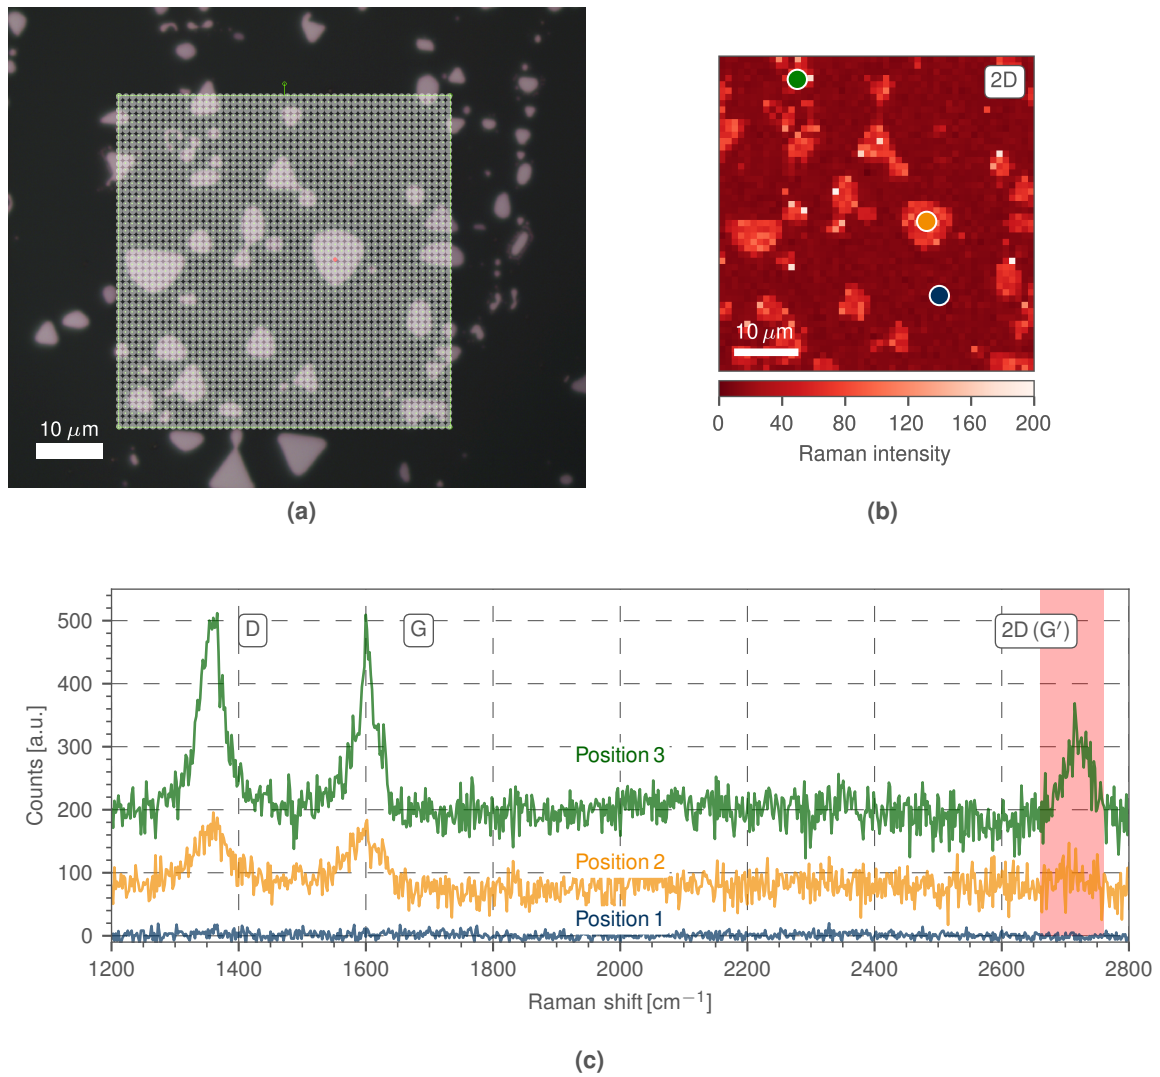 10 μm
(a)
2D
10 μm
0 40 80 120 160 200
Raman intensity
(b)
D
G
2D (G′)
500
400
300
200
100
0
Counts [a.u.]
Position 3
Position 2
Position 1
1200 1400 1600 1800 2000 2200 2400 2600 2800
Raman shift [cm⁻¹]
(c)